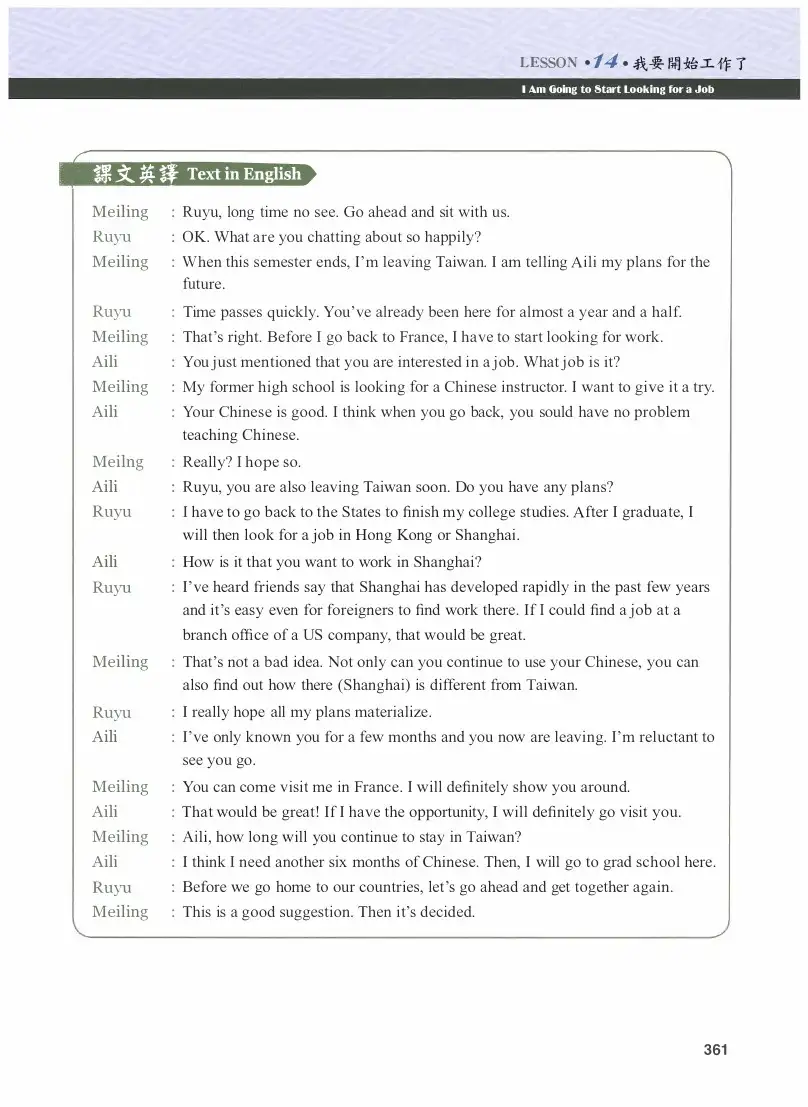 LESSON •14• 我要開始工作了
I Am Going to Start Looking for a Job
課文英譯 Text in English
Meiling : Ruyu, long time no see. Go ahead and sit with us.
Ruyu : OK. What are you chatting about so happily?
Meiling : When this semester ends, I'm leaving Taiwan. I am telling Aili my plans for the
future.
Ruyu : Time passes quickly. You've already been here for almost a year and a half.
Meiling : That's right. Before I go back to France, I have to start looking for work.
Aili : You just mentioned that you are interested in a job. What job is it?
Meiling : My former high school is looking for a Chinese instructor. I want to give it a try.
Aili : Your Chinese is good. I think when you go back, you sould have no problem
teaching Chinese.
Meilng : Really? I hope so.
Aili : Ruyu, you are also leaving Taiwan soon. Do you have any plans?
Ruyu : I have to go back to the States to finish my college studies. After I graduate, I
will then look for a job in Hong Kong or Shanghai.
Aili : How is it that you want to work in Shanghai?
Ruyu : I've heard friends say that Shanghai has developed rapidly in the past few years
and it's easy even for foreigners to find work there. If I could find a job at a
branch office of a US company, that would be great.
Meiling : That's not a bad idea. Not only can you continue to use your Chinese, you can
also find out how there (Shanghai) is different from Taiwan.
Ruyu : I really hope all my plans materialize.
Aili : I've only known you for a few months and you now are leaving. I'm reluctant to
see you go.
Meiling : You can come visit me in France. I will definitely show you around.
Aili : That would be great! If I have the opportunity, I will definitely go visit you.
Meiling : Aili, how long will you continue to stay in Taiwan?
Aili : I think I need another six months of Chinese. Then, I will go to grad school here.
Ruyu : Before we go home to our countries, let's go ahead and get together again.
Meiling : This is a good suggestion. Then it's decided.
361